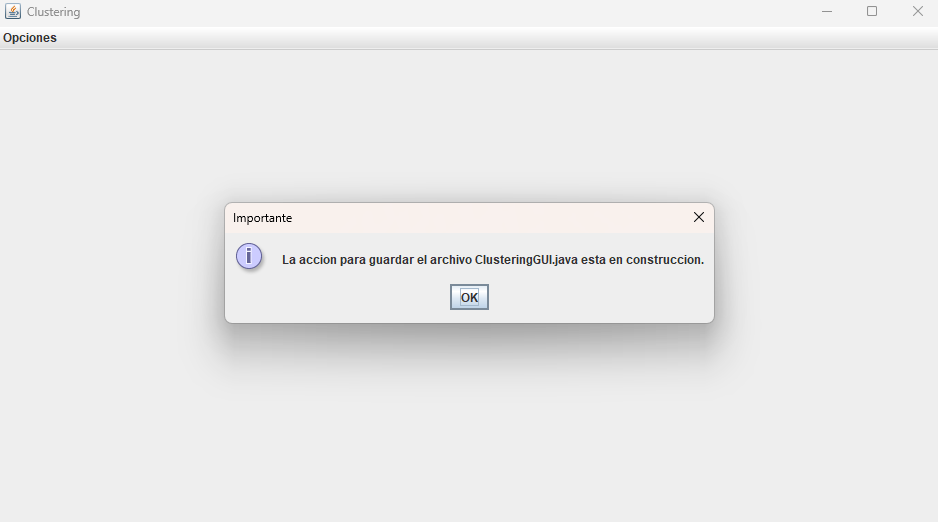 Clustering
Opciones
Importante
La accion para guardar el archivo ClusteringGUI.java esta en construccion.
OK